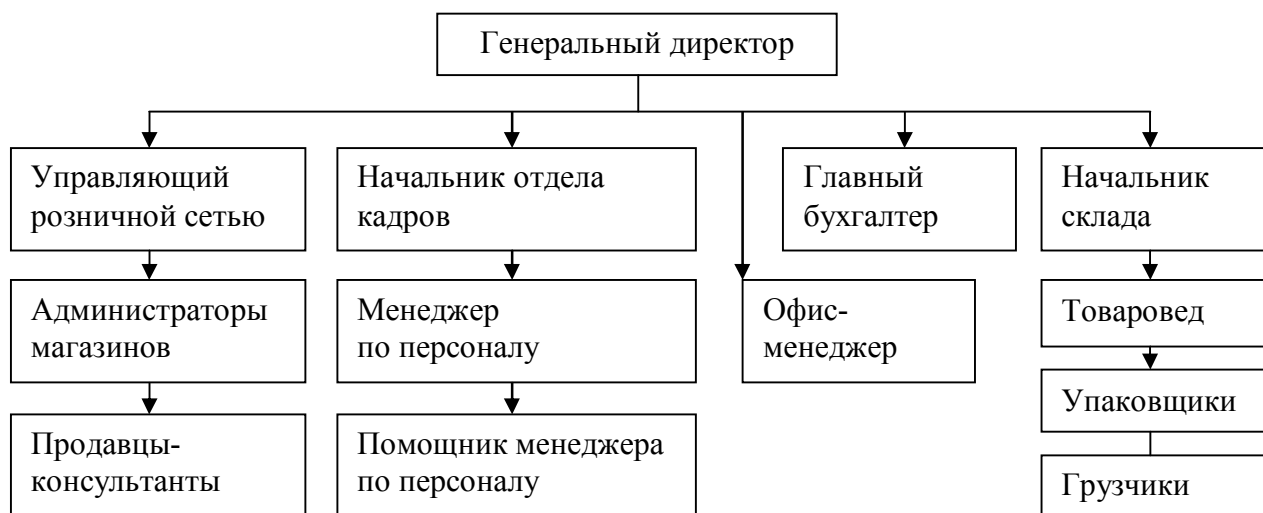 Генеральный директор
Управляющий
розничной сетью
Начальник отдела
кадров
Главный
бухгалтер
Начальник
склада
Администраторы
магазинов
Менеджер
по персоналу
Офис-
менеджер
Товаровед
Упаковщики
Продавцы-
консультанты
Помощник менеджера
по персоналу
Грузчики